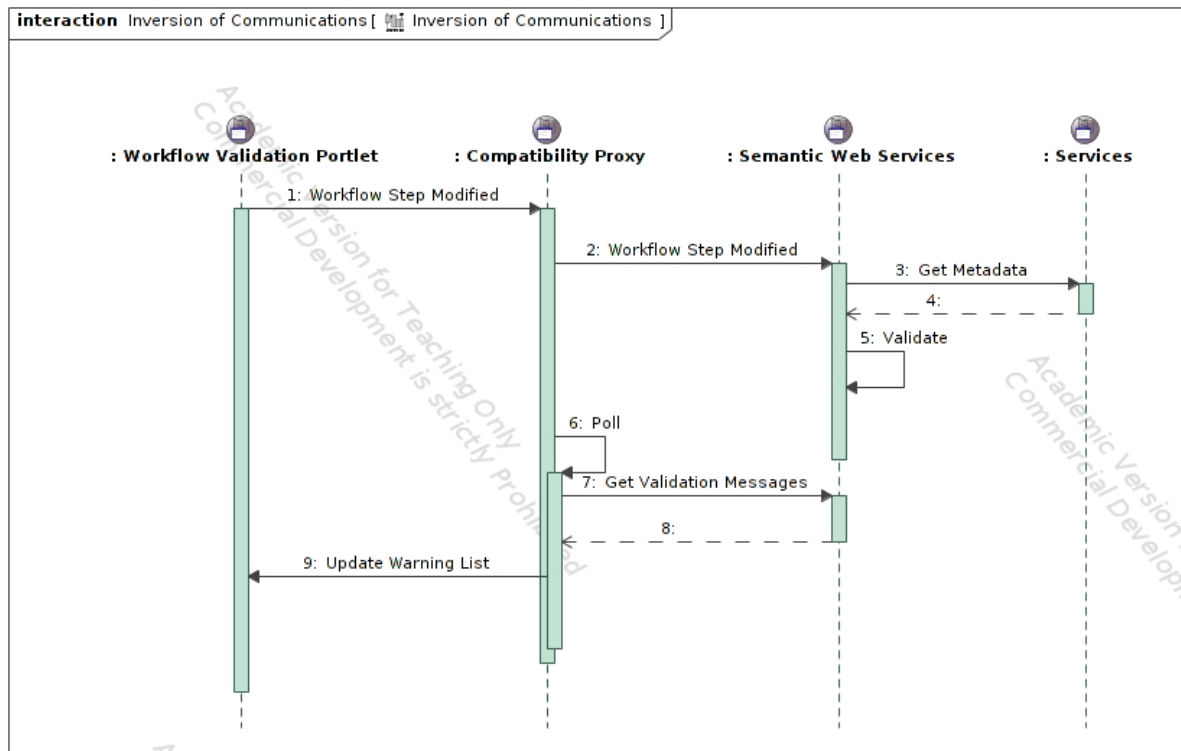 interaction Inversion of Communications [ Inversion of Communications ]
: Workflow Validation Portlet
: Compatibility Proxy
: Semantic Web Services
: Services
1: Workflow Step Modified
2: Workflow Step Modified
3: Get Metadata
4:
5: Validate
6: Poll
7: Get Validation Messages
8:
9: Update Warning List
Academic Version for Teaching Only
Commercial Development is strictly Prohibited
Academic Version
Commercial Develop